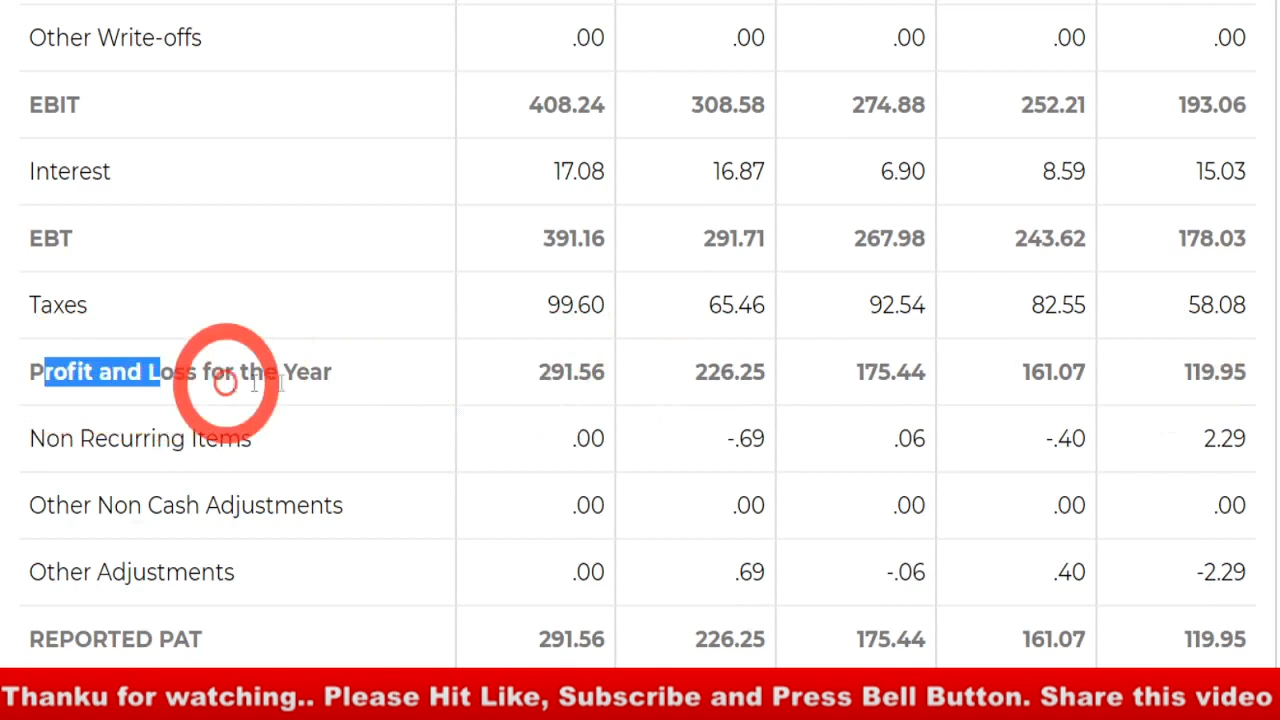 Other Write-offs .00 .00 .00 .00 .00
EBIT 408.24 308.58 274.88 252.21 193.06
Interest 17.08 16.87 6.90 8.59 15.03
EBT 391.16 291.71 267.98 243.62 178.03
Taxes 99.60 65.46 92.54 82.55 58.08
Profit and Loss for the Year 291.56 226.25 175.44 161.07 119.95
Non Recurring Items .00 -.69 .06 -.40 2.29
Other Non Cash Adjustments .00 .00 .00 .00 .00
Other Adjustments .00 .69 -.06 .40 -2.29
REPORTED PAT 291.56 226.25 175.44 161.07 119.95
Thanku for watching.. Please Hit Like, Subscribe and Press Bell Button. Share this video